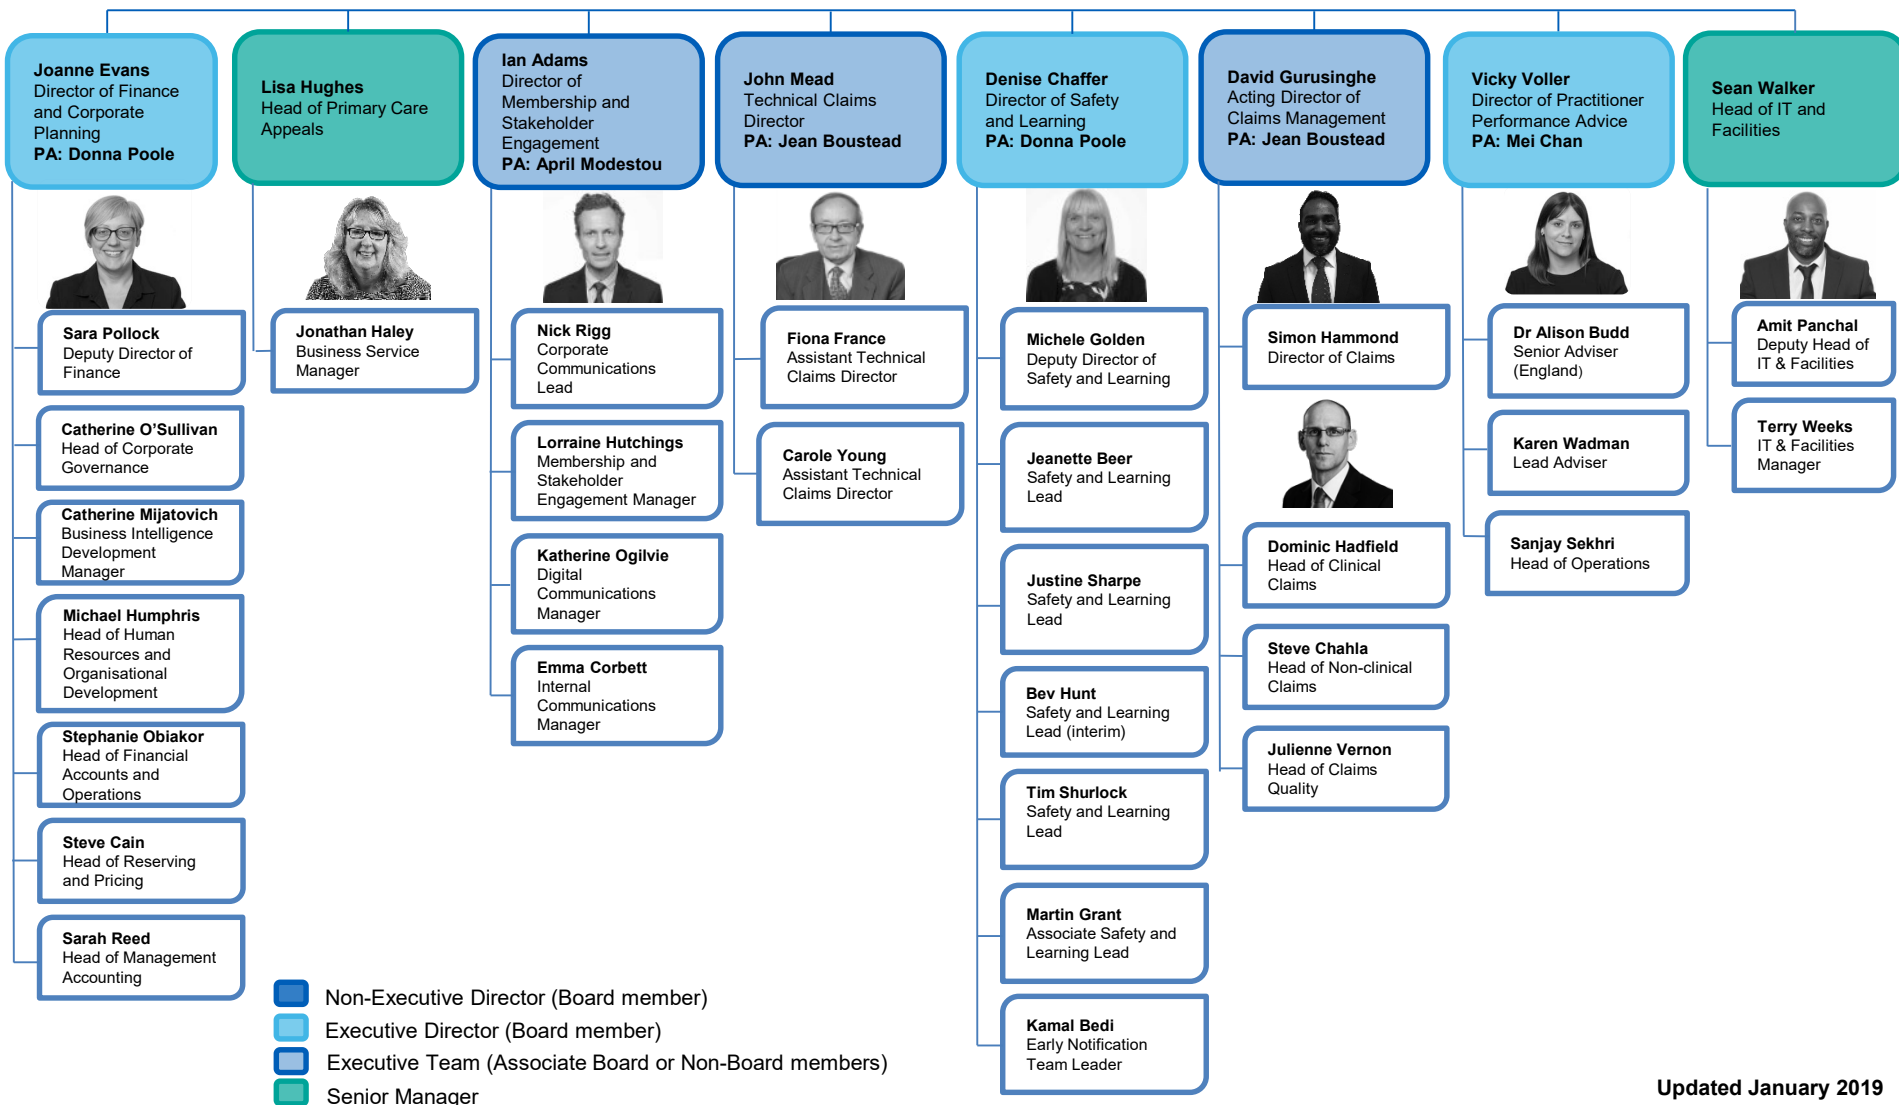 Joanne Evans
Director of Finance
and Corporate
Planning
PA: Donna Poole
Lisa Hughes
Head of Primary Care
Appeals
Ian Adams
Director of
Membership and
Stakeholder
Engagement
PA: April Modestou
John Mead
Technical Claims
Director
PA: Jean Boustead
Denise Chaffer
Director of Safety
and Learning
PA: Donna Poole
David Gurusinghe
Acting Director of
Claims Management
PA: Jean Boustead
Vicky Voller
Director of Practitioner
Performance Advice
PA: Mei Chan
Sean Walker
Head of IT and
Facilities
Sara Pollock
Deputy Director of
Finance
Catherine O’Sullivan
Head of Corporate
Governance
Catherine Mijatovich
Business Intelligence
Development
Manager
Michael Humphris
Head of Human
Resources and
Organisational
Development
Stephanie Obiakor
Head of Financial
Accounts and
Operations
Steve Cain
Head of Reserving
and Pricing
Sarah Reed
Head of Management
Accounting
Jonathan Haley
Business Service
Manager
Nick Rigg
Corporate
Communications
Lead
Lorraine Hutchings
Membership and
Stakeholder
Engagement Manager
Katherine Ogilvie
Digital
Communications
Manager
Emma Corbett
Internal
Communications
Manager
Fiona France
Assistant Technical
Claims Director
Carole Young
Assistant Technical
Claims Director
Michele Golden
Deputy Director of
Safety and Learning
Jeanette Beer
Safety and Learning
Lead
Justine Sharpe
Safety and Learning
Lead
Bev Hunt
Safety and Learning
Lead (interim)
Tim Shurlock
Safety and Learning
Lead
Martin Grant
Associate Safety and
Learning Lead
Kamal Bedi
Early Notification
Team Leader
Simon Hammond
Director of Claims
Dominic Hadfield
Head of Clinical
Claims
Steve Chahla
Head of Non-clinical
Claims
Julienne Vernon
Head of Claims
Quality
Dr Alison Budd
Senior Adviser
(England)
Karen Wadman
Lead Adviser
Sanjay Sekhri
Head of Operations
Amit Panchal
Deputy Head of
IT & Facilities
Terry Weeks
IT & Facilities
Manager
Non-Executive Director (Board member)
Executive Director (Board member)
Executive Team (Associate Board or Non-Board members)
Senior Manager
Updated January 2019